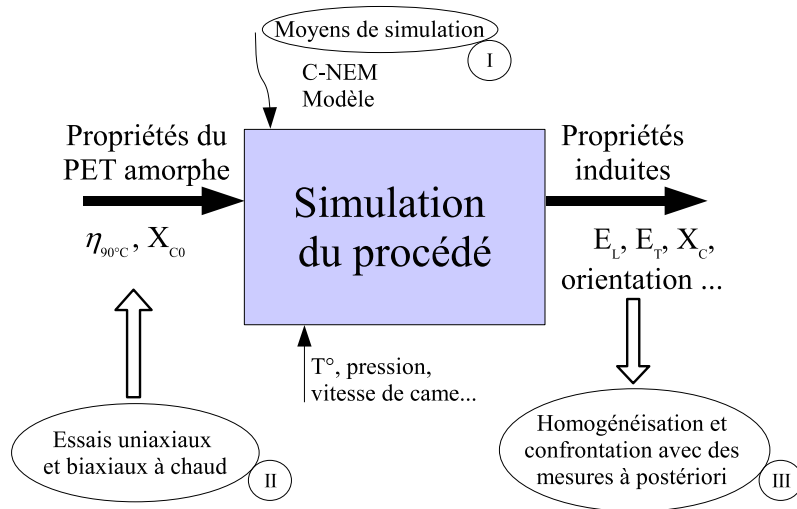 Moyens de simulation
I
C-NEM
Modèle
Propriétés du
PET amorphe
η90°C, XC0
Simulation
du procédé
Propriétés
induites
EL, ET, XC,
orientation ...
T°, pression,
vitesse de came...
Essais uniaxiaux
et biaxiaux à chaud
II
Homogénéisation et
confrontation avec des
mesures à postériori
III